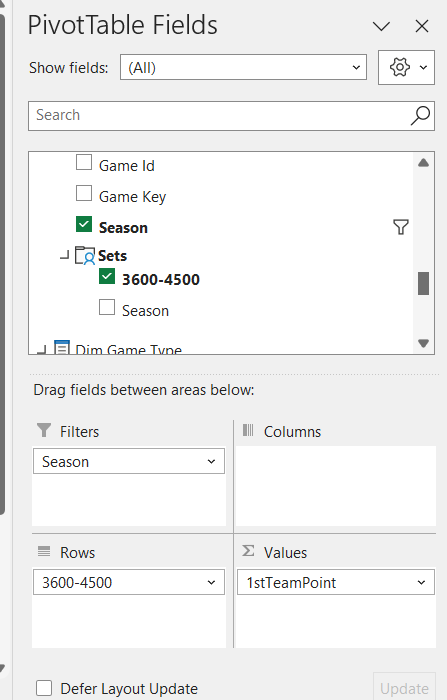 PivotTable Fields
Show fields: (All)
Search
Game Id
Game Key
Season
Sets
3600-4500
Season
Dim Game Type
Drag fields between areas below:
Filters
Columns
Season
Rows
Σ Values
3600-4500
1stTeamPoint
Defer Layout Update
Update